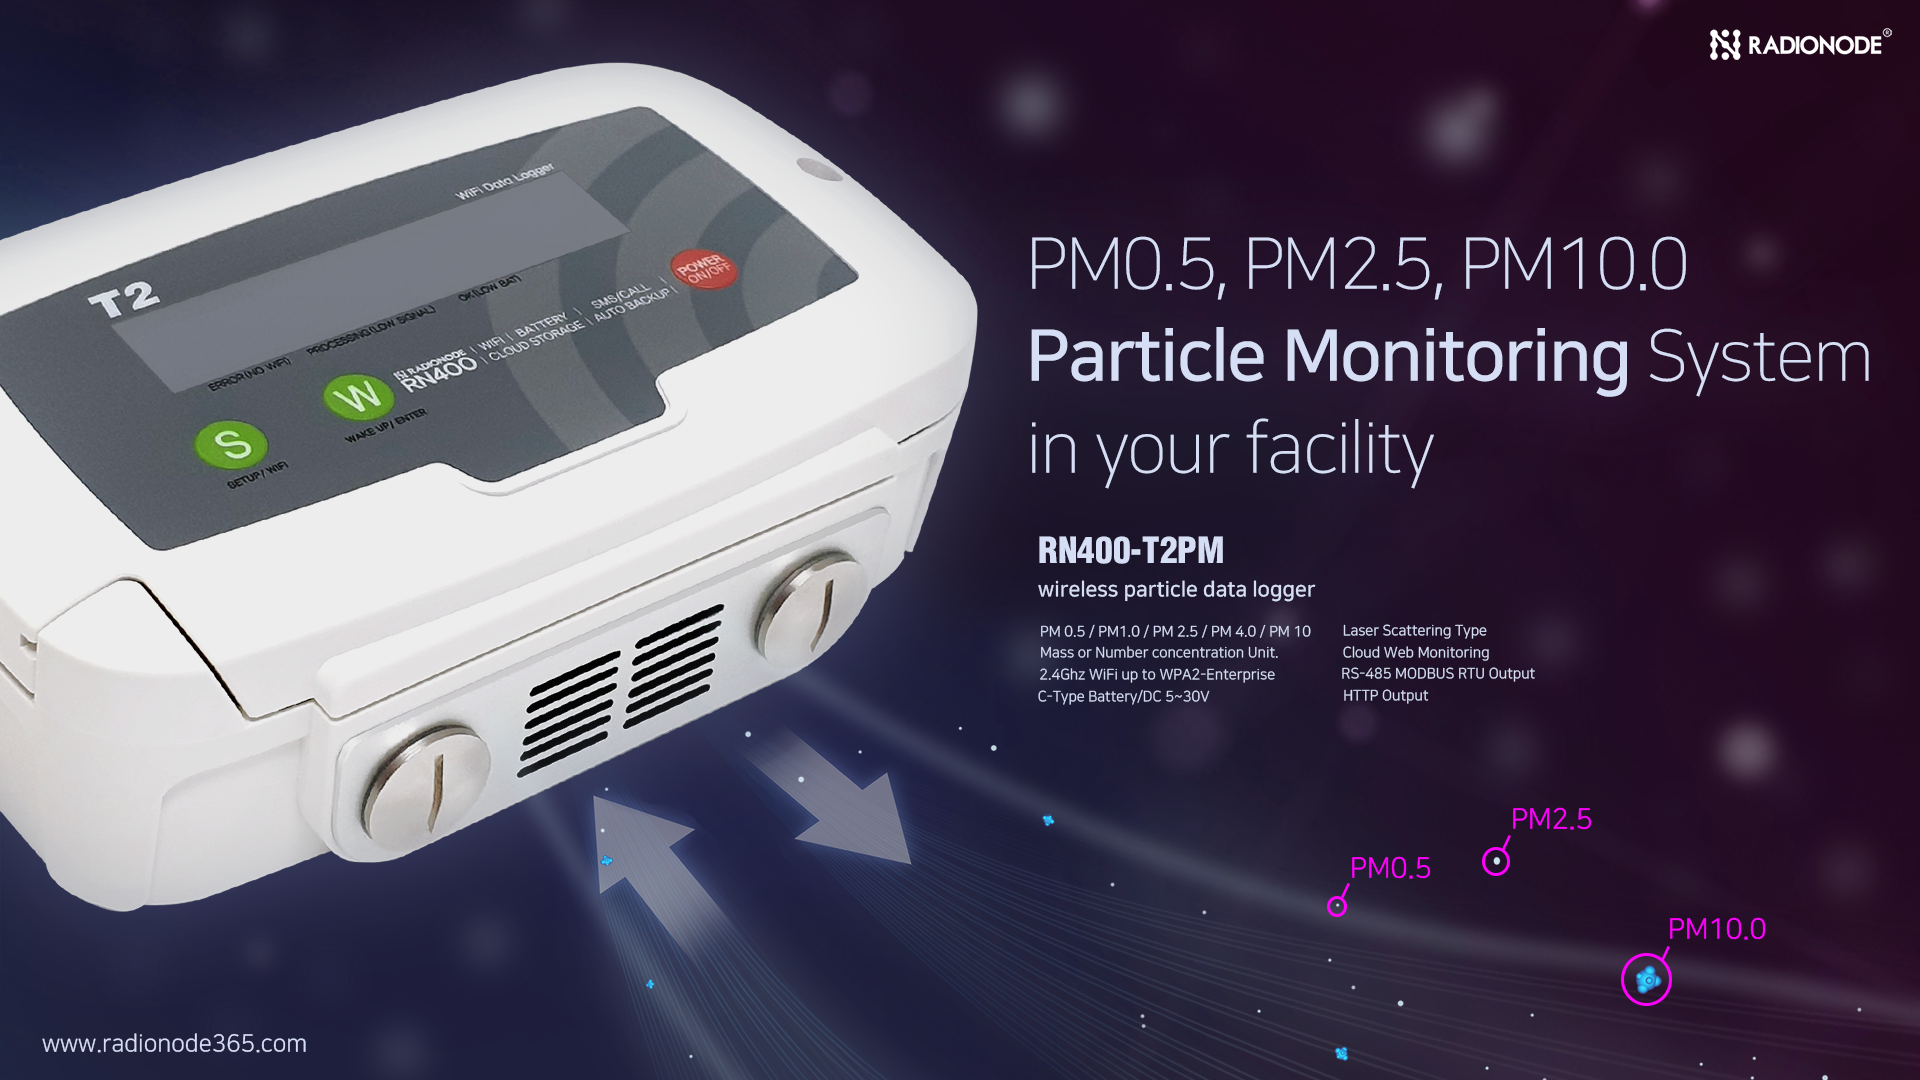 RADIONODE®
WiFi Data Logger
T2
ERROR(NO WIFI)
PROCESSING(LOW SIGNAL)
OK(LOW BAT)
POWER
ON/OFF
RADIONODE
RN400
| WIFI | BATTERY | SMS/CALL |
| CLOUD STORAGE | AUTO BACKUP |
W
WAKE UP/ ENTER
S
SETUP/ WIFI
PM0.5, PM2.5, PM10.0
Particle Monitoring System
in your facility
RN400-T2PM
wireless particle data logger
PM 0.5 / PM1.0 / PM 2.5 / PM 4.0 / PM 10
Mass or Number concentration Unit.
2.4Ghz WiFi up to WPA2-Enterprise
C-Type Battery/DC 5~30V
Laser Scattering Type
Cloud Web Monitoring
RS-485 MODBUS RTU Output
HTTP Output
PM2.5
PM0.5
PM10.0
www.radionode365.com